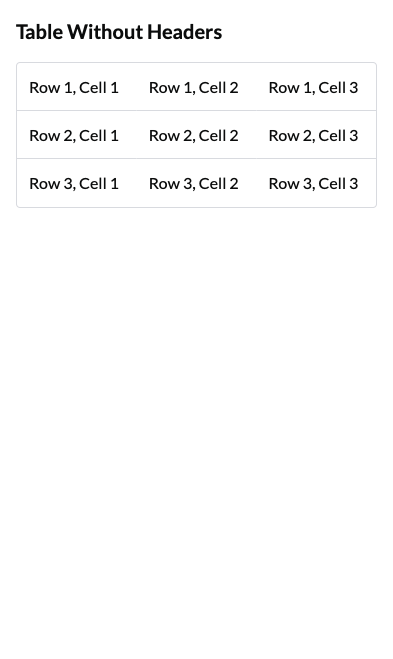 Table Without Headers
Row 1, Cell 1 Row 1, Cell 2 Row 1, Cell 3
Row 2, Cell 1 Row 2, Cell 2 Row 2, Cell 3
Row 3, Cell 1 Row 3, Cell 2 Row 3, Cell 3